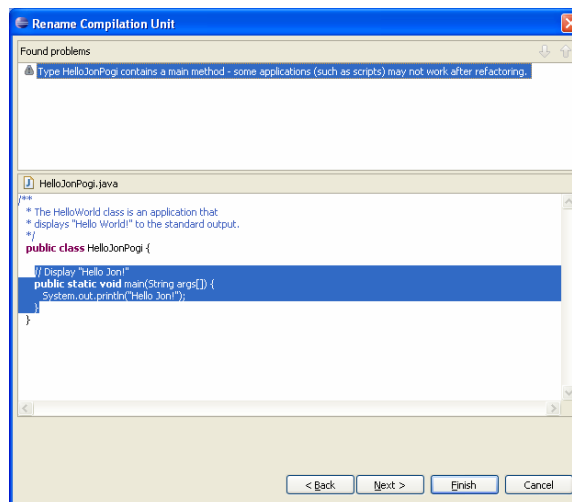 Rename Compilation Unit
Found problems
Type HelloJonPogi contains a main method - some applications (such as scripts) may not work after refactoring.
HelloJonPogi.java
/**
* The HelloWorld class is an application that
* displays "Hello World!" to the standard output.
*/
public class HelloJonPogi {
// Display "Hello Jon!"
public static void main(String args[]) {
System.out.println("Hello Jon!");
}
}
< Back Next > Finish Cancel